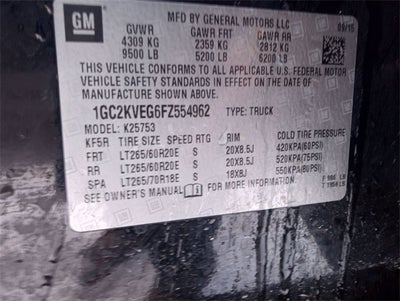 GM
MFD BY GENERAL MOTORS LLC
09/15
GVWR GAWR FRT GAWR RR
4309 KG 2359 KG 2812 KG
9500 LB 5200 LB 6200 LB
THIS VEHICLE CONFORMS TO ALL APPLICABLE U.S. FEDERAL MOTOR
VEHICLE SAFETY STANDARDS IN EFFECT ON THE DATE OF
MANUFACTURE SHOWN ABOVE.
1GC2KVEG6FZ554962 TYPE: TRUCK
MODEL: K25753
KF5R TIRE SIZE SPEED RTG RIM COLD TIRE PRESSURE
FRT LT265/60R20E S 20X8.5J 420KPA(60PSI)
RR LT265/60R20E S 20X8.5J 520KPA(75PSI)
SPA LT265/70R18E S 18X8J 550KPA(80PSI)
SEE OWNER'S MANUAL FOR MORE INFORMATION.